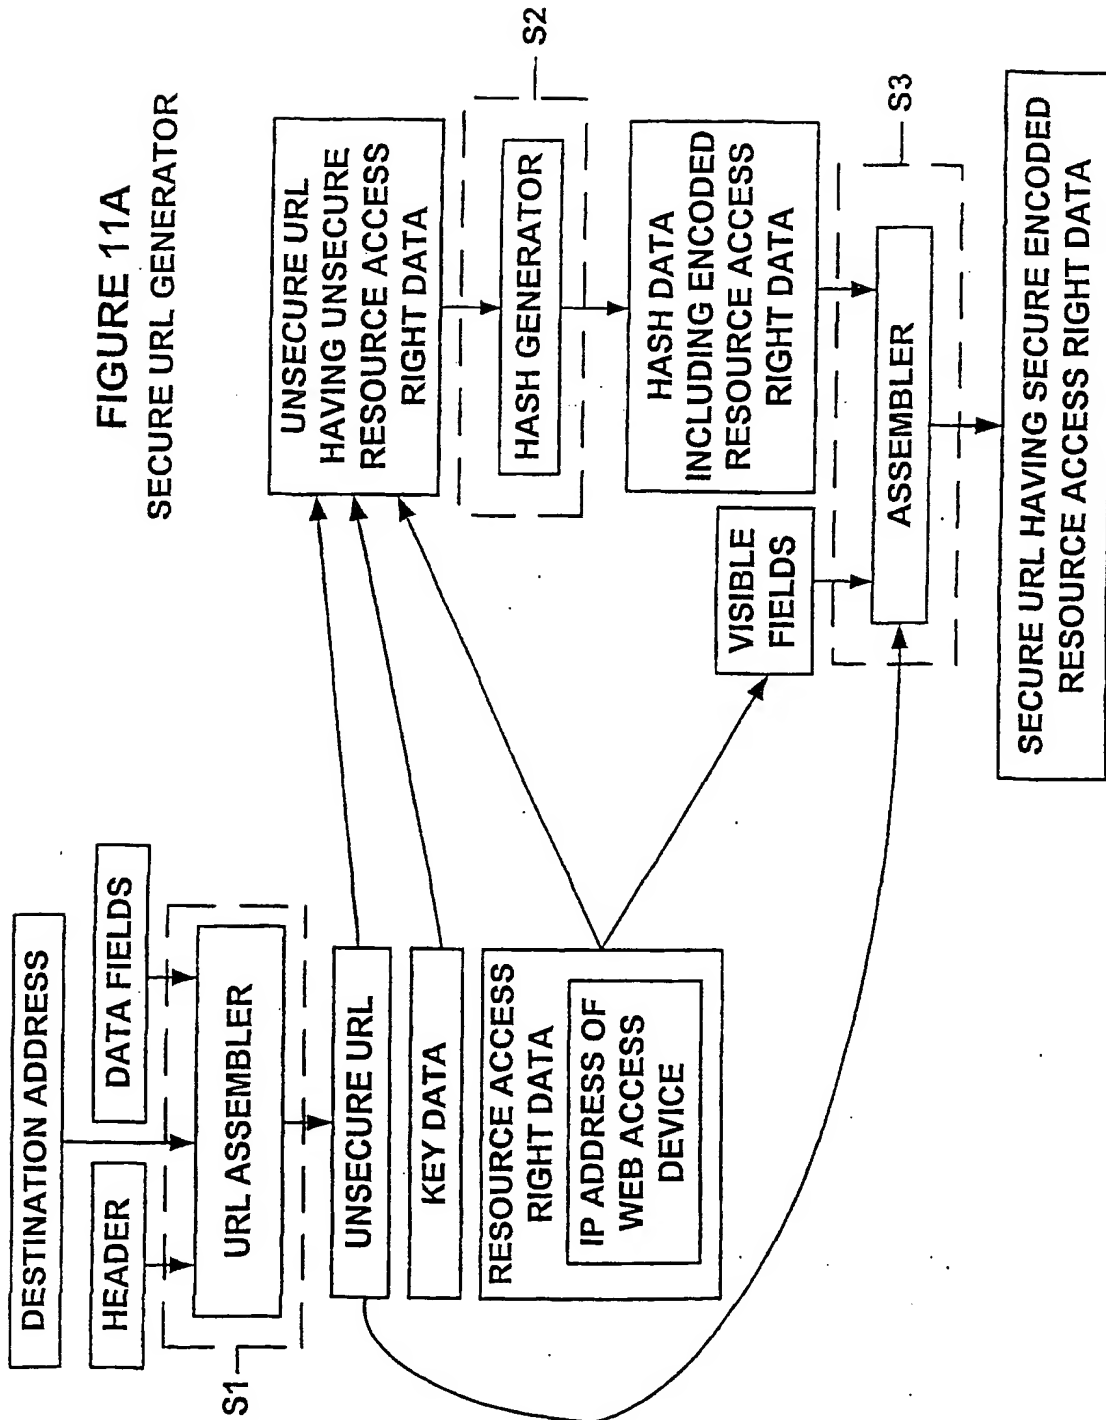 FIGURE 11A
SECURE URL GENERATOR
DESTINATION ADDRESS
HEADER
DATA FIELDS
S1
URL ASSEMBLER
UNSECURE URL
KEY DATA
RESOURCE ACCESS
RIGHT DATA
IP ADDRESS OF
WEB ACCESS
DEVICE
UNSECURE URL
HAVING UNSECURE
RESOURCE ACCESS
RIGHT DATA
S2
HASH GENERATOR
HASH DATA
INCLUDING ENCODED
RESOURCE ACCESS
RIGHT DATA
VISIBLE
FIELDS
S3
ASSEMBLER
SECURE URL HAVING SECURE ENCODED
RESOURCE ACCESS RIGHT DATA